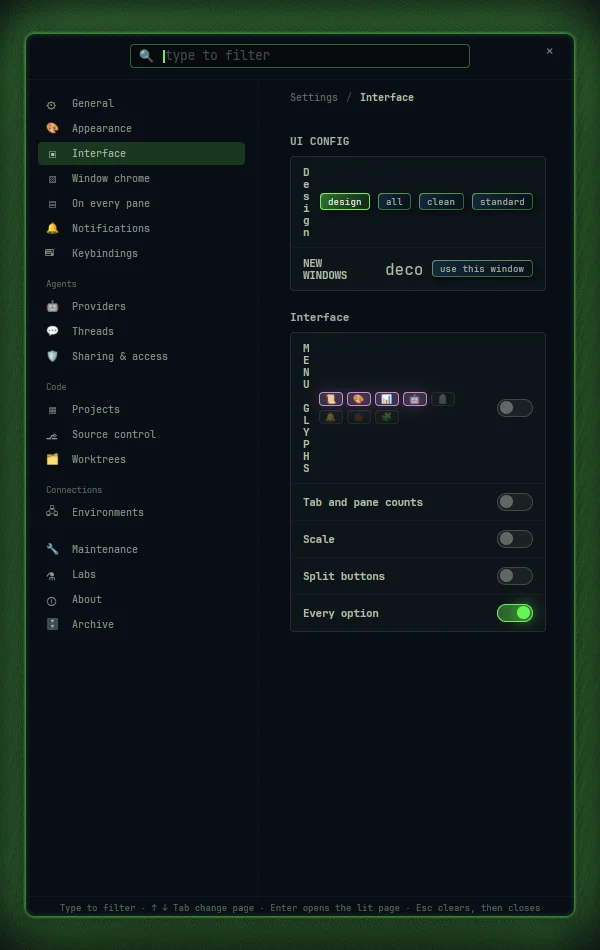 type to filter
×
General
Appearance
Interface
Window chrome
On every pane
Notifications
Keybindings
Agents
Providers
Threads
Sharing & access
Code
Projects
Source control
Worktrees
Connections
Environments
Maintenance
Labs
About
Archive
Settings / Interface
UI CONFIG
Design
design all clean standard
NEW
WINDOWS
deco use this window
Interface
MENU GLYPHS
Tab and pane counts
Scale
Split buttons
Every option
Type to filter · ↑ ↓ Tab change page · Enter opens the lit page · Esc clears, then closes